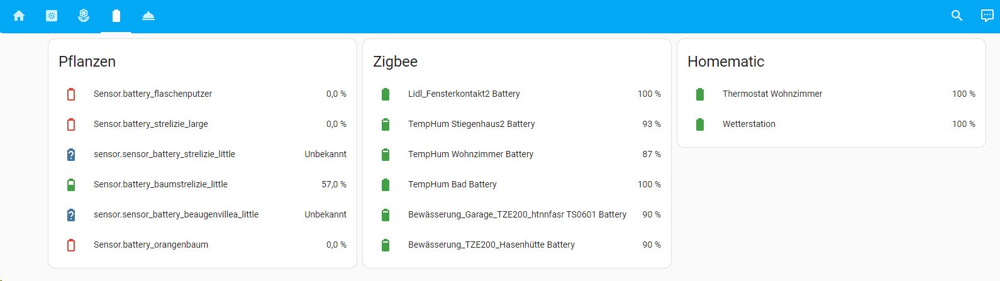 Pflanzen
Sensor.battery_flaschenputzer 0,0 %
Sensor.battery_strelizie_large 0,0 %
sensor.sensor_battery_strelizie_little Unbekannt
Sensor.battery_baumstrelizie_little 57,0 %
sensor.sensor_battery_beaugenvillea_little Unbekannt
Sensor.battery_orangenbaum 0,0 %
Zigbee
Lidl_Fensterkontakt2 Battery 100 %
TempHum Stiegenhaus2 Battery 93 %
TempHum Wohnzimmer Battery 87 %
TempHum Bad Battery 100 %
Bewässerung_Garage_TZE200_htnnfasr TS0601 Battery 90 %
Bewässerung_TZE200_Hasenhütte Battery 90 %
Homematic
Thermostat Wohnzimmer 100 %
Wetterstation 100 %